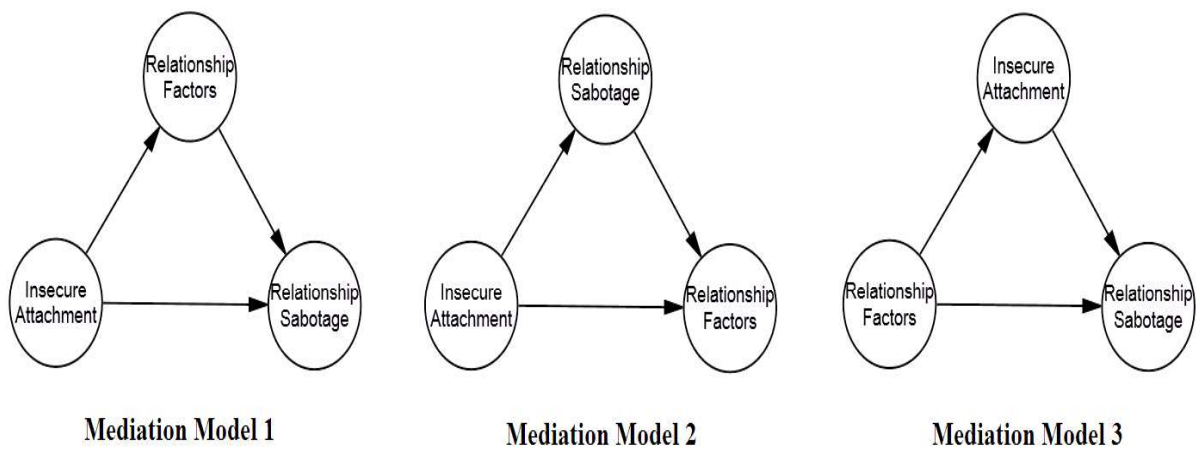 Relationship
Factors
Insecure
Attachment
Relationship
Sabotage
Mediation Model 1
Relationship
Sabotage
Insecure
Attachment
Relationship
Factors
Mediation Model 2
Insecure
Attachment
Relationship
Factors
Relationship
Sabotage
Mediation Model 3